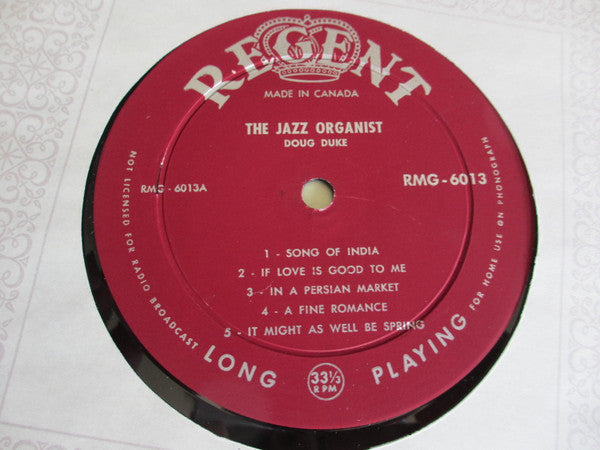 REGENT
MADE IN CANADA
THE JAZZ ORGANIST
DOUG DUKE
RMG - 6013A
RMG - 6013
1 - SONG OF INDIA
2 - IF LOVE IS GOOD TO ME
3 - IN A PERSIAN MARKET
4 - A FINE ROMANCE
5 - IT MIGHT AS WELL BE SPRING
NOT LICENSED FOR RADIO BROADCAST
LONG PLAYING
FOR HOME USE ON PHONOGRAPH
33⅓
RPM